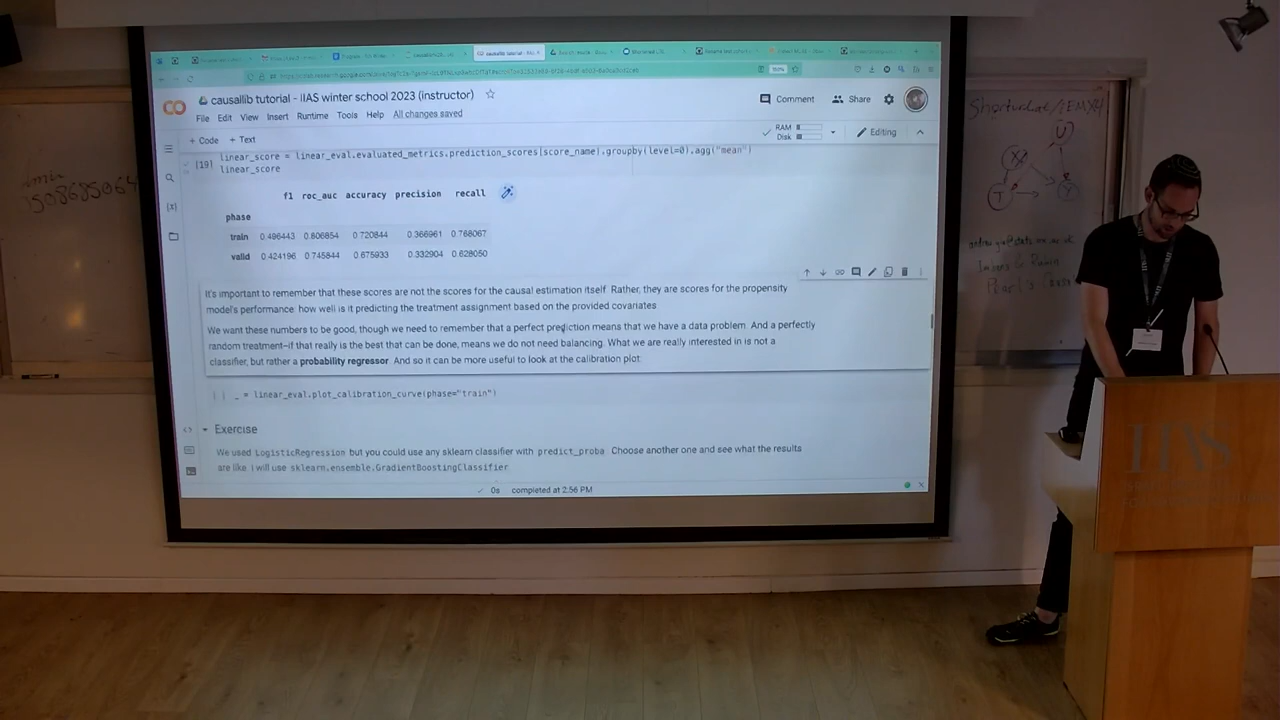 causallib tutorial - IIAS winter school 2023 (instructor)
Comment
Share
File Edit View Insert Runtime Tools Help All changes saved
+ Code + Text
RAM
Disk
Editing
[19] linear_score = linear_eval.evaluated_metrics.prediction_scores[score_name].groupby(level=0).agg("mean")
linear_score
f1 roc_auc accuracy precision recall
phase
train 0.496443 0.806854 0.720844 0.366961 0.768067
valid 0.424196 0.745844 0.675933 0.332904 0.628050
It's important to remember that these scores are not the scores for the causal estimation itself. Rather, they are scores for the propensity
model's performance: how well is it predicting the treatment assignment based on the provided covariates
We want these numbers to be good, though we need to remember that a perfect prediction means that we have a data problem. And a perfectly
random treatment—if that really is the best that can be done, means we do not need balancing. What we are really interested in is not a
classifier, but rather a probability regressor. And so it can be more useful to look at the calibration plot:
[ ] _ = linear_eval.plot_calibration_curve(phase="train")
Exercise
We used LogisticRegression but you could use any sklearn classifier with predict_proba Choose another one and see what the results
are like I will use sklearn.ensemble.GradientBoostingClassifier
0s completed at 2:56 PM
U
X
T
Y
Imbens & Rubin
Pearl's
IIAS